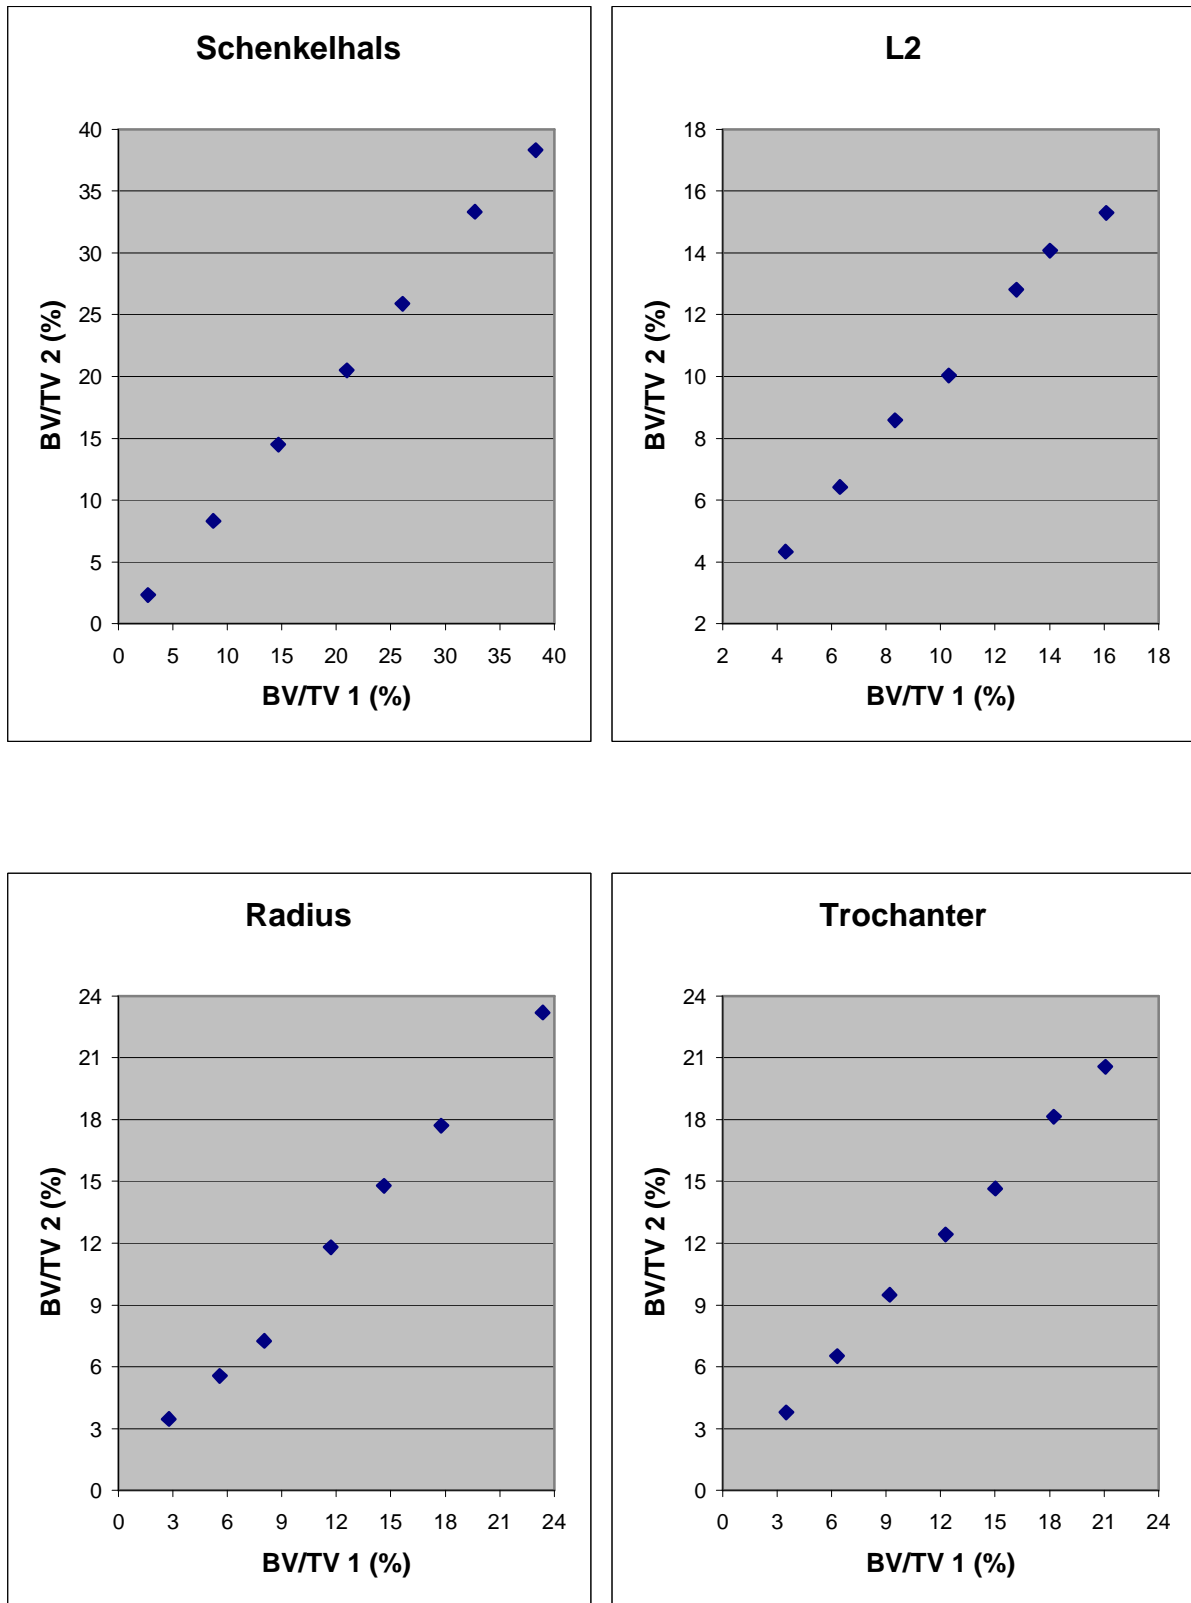 Schenkelhals
40
35
30
25
20
15
10
5
0
0 5 10 15 20 25 30 35 40
BV/TV 2 (%)
BV/TV 1 (%)
L2
18
16
14
12
10
8
6
4
2
2 4 6 8 10 12 14 16 18
BV/TV 2 (%)
BV/TV 1 (%)
Radius
24
21
18
15
12
9
6
3
0
0 3 6 9 12 15 18 21 24
BV/TV 2 (%)
BV/TV 1 (%)
Trochanter
24
21
18
15
12
9
6
3
0
0 3 6 9 12 15 18 21 24
BV/TV 2 (%)
BV/TV 1 (%)